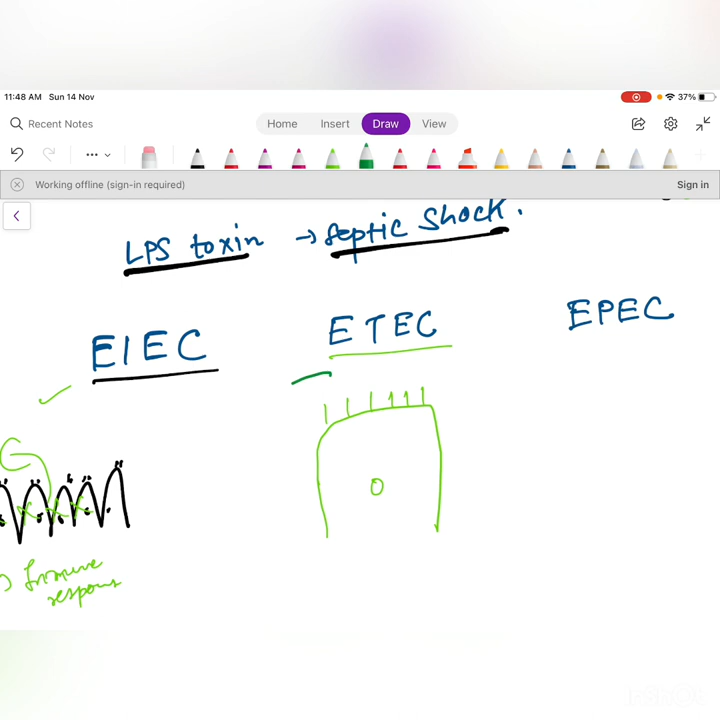 11:48 AM Sun 14 Nov 37%
Recent Notes Home Insert Draw View
Working offline (sign-in required) Sign in
LPS toxin → Septic Shock.
EIEC ETEC EPEC
Immune
respons